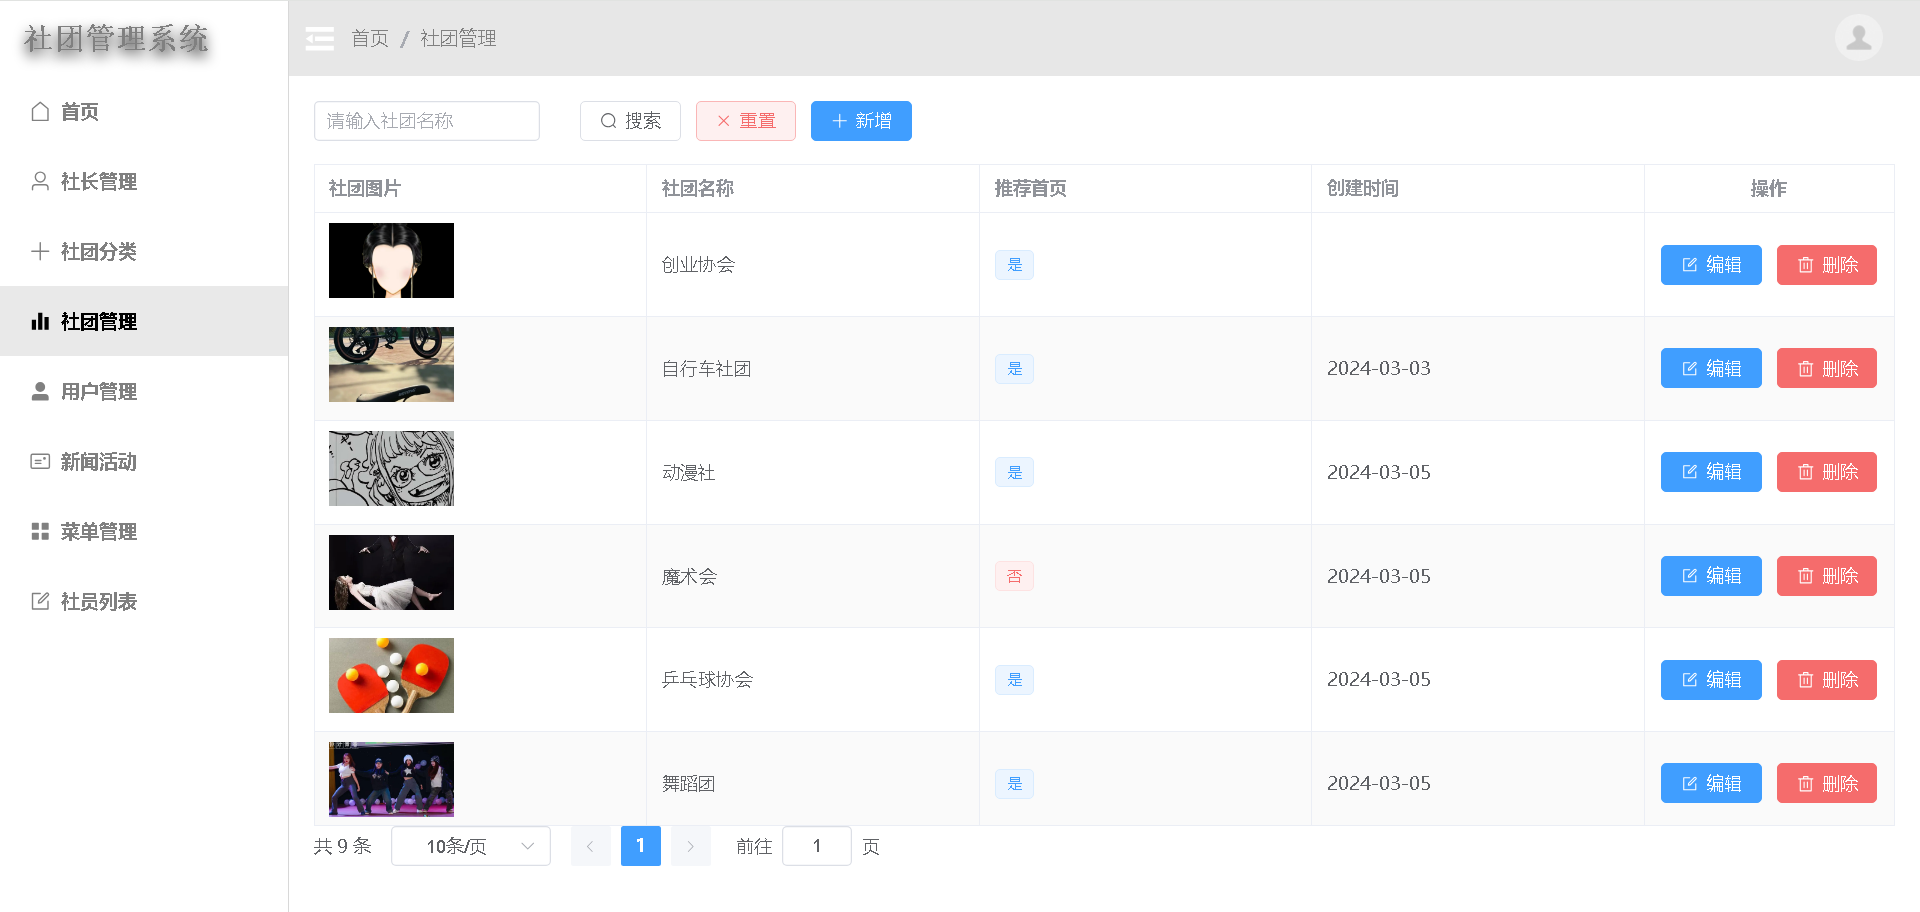 社团管理系统
首页
社长管理
社团分类
社团管理
用户管理
新闻活动
菜单管理
社员列表
首页 / 社团管理
请输入社团名称 搜索 重置 新增
社团图片 社团名称 推荐首页 创建时间 操作
创业协会 是 编辑 删除
自行车社团 是 2024-03-03 编辑 删除
动漫社 是 2024-03-05 编辑 删除
魔术会 否 2024-03-05 编辑 删除
乒乓球协会 是 2024-03-05 编辑 删除
舞蹈团 是 2024-03-05 编辑 删除
共 9 条 10条/页 1 前往 1 页